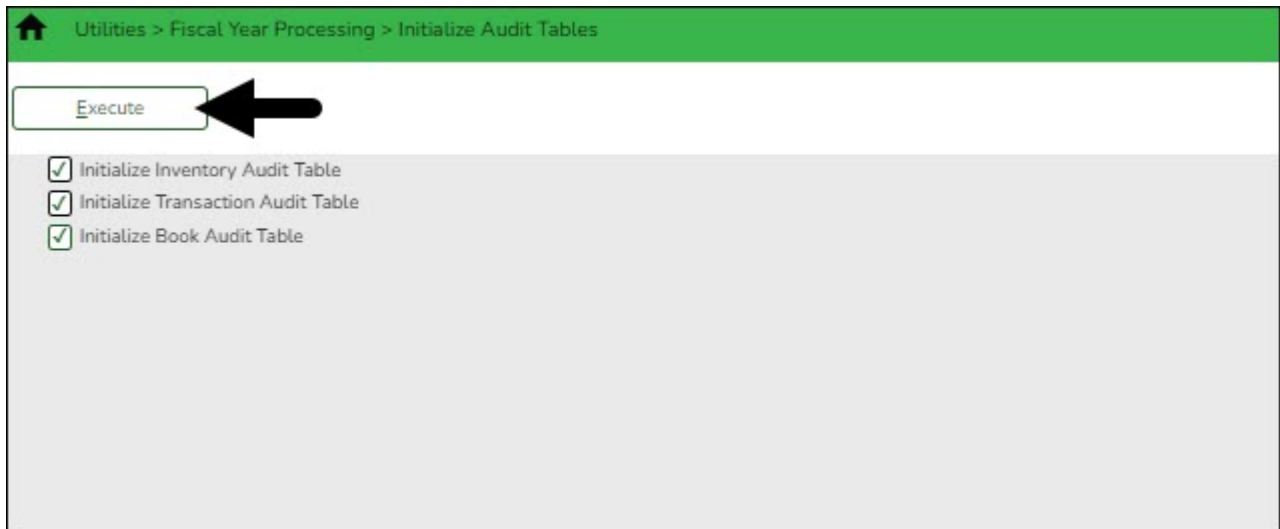 Utilities > Fiscal Year Processing > Initialize Audit Tables
Execute
Initialize Inventory Audit Table
Initialize Transaction Audit Table
Initialize Book Audit Table